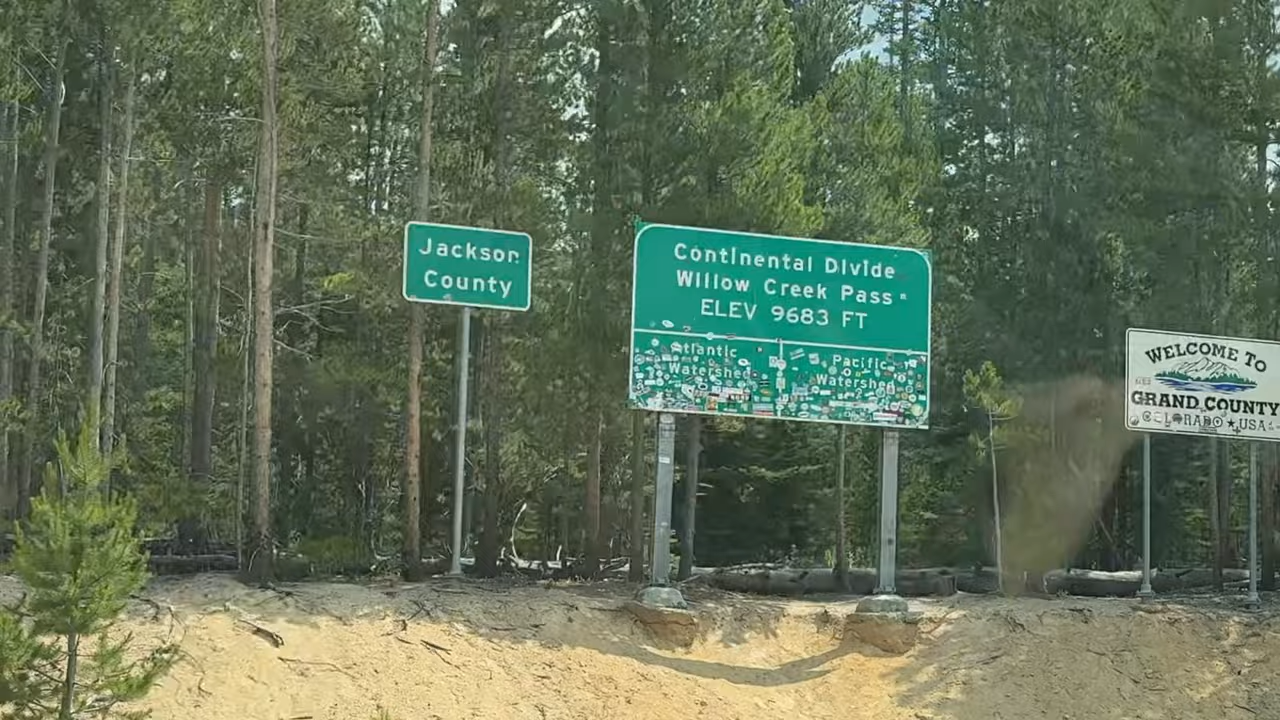 Jackson
County
Continental Divide
Willow Creek Pass
ELEV 9683 FT
Atlantic
Watershed
Pacific
Watershed
WELCOME TO
GRAND COUNTY
COLORADO★USA